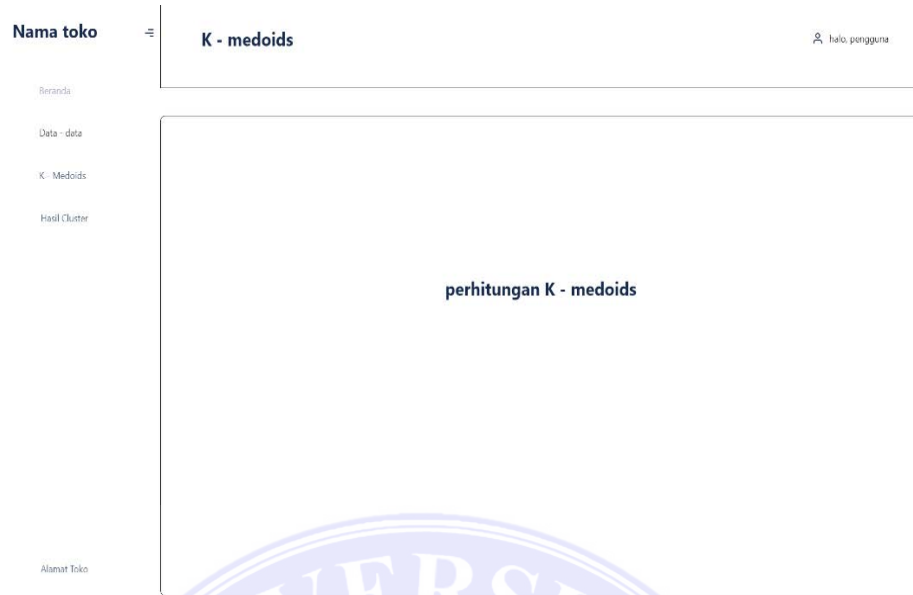 Nama toko
K - medoids
halo, pengguna
Beranda
Data - data
K - Medoids
Hasil Cluster
perhitungan K - medoids
Alamat Toko